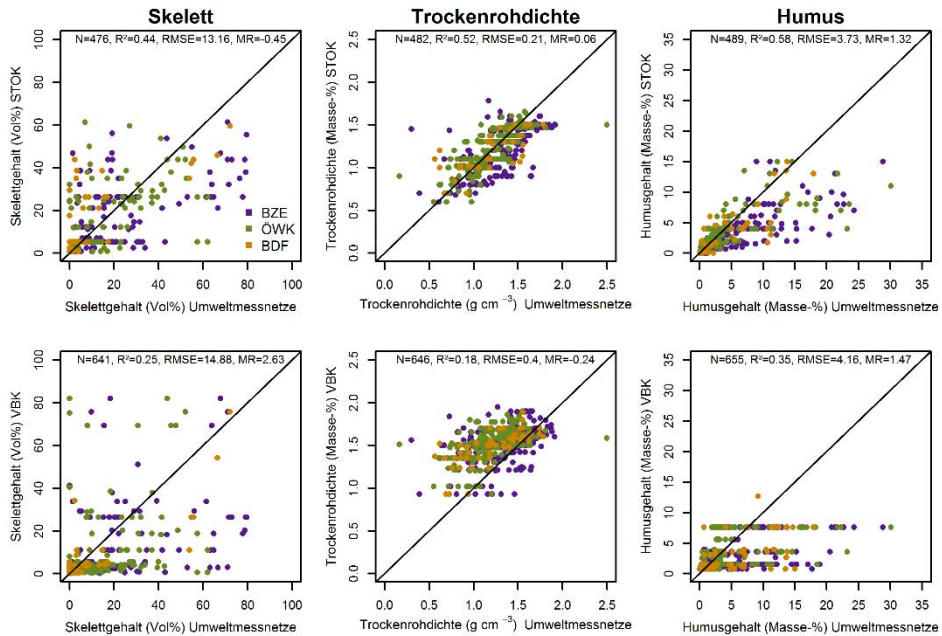 Skelett
Trockenrohdichte
Humus
N=476, R²=0.44, RMSE=13.16, MR=-0.45
Skelettgehalt (Vol%) STOK
100
80
60
40
20
0
BZE
ÖWK
BDF
0 20 40 60 80 100
Skelettgehalt (Vol%) Umweltmessnetze
N=482, R²=0.52, RMSE=0.21, MR=0.06
Trockenrohdichte (Masse-%) STOK
2.5
2.0
1.5
1.0
0.5
0.0
0.0 0.5 1.0 1.5 2.0 2.5
Trockenrohdichte (g cm⁻³) Umweltmessnetze
N=489, R²=0.58, RMSE=3.73, MR=1.32
Humusgehalt (Masse-%) STOK
35
30
25
20
15
10
5
0
0 5 10 15 20 25 30 35
Humusgehalt (Masse-%) Umweltmessnetze
N=641, R²=0.25, RMSE=14.88, MR=2.63
Skelettgehalt (Vol%) VBK
100
80
60
40
20
0
0 20 40 60 80 100
Skelettgehalt (Vol%) Umweltmessnetze
N=646, R²=0.18, RMSE=0.4, MR=-0.24
Trockenrohdichte (Masse-%) VBK
2.5
2.0
1.5
1.0
0.5
0.0
0.0 0.5 1.0 1.5 2.0 2.5
Trockenrohdichte (g cm⁻³) Umweltmessnetze
N=655, R²=0.35, RMSE=4.16, MR=1.47
Humusgehalt (Masse-%) VBK
35
30
25
20
15
10
5
0
0 5 10 15 20 25 30 35
Humusgehalt (Masse-%) Umweltmessnetze